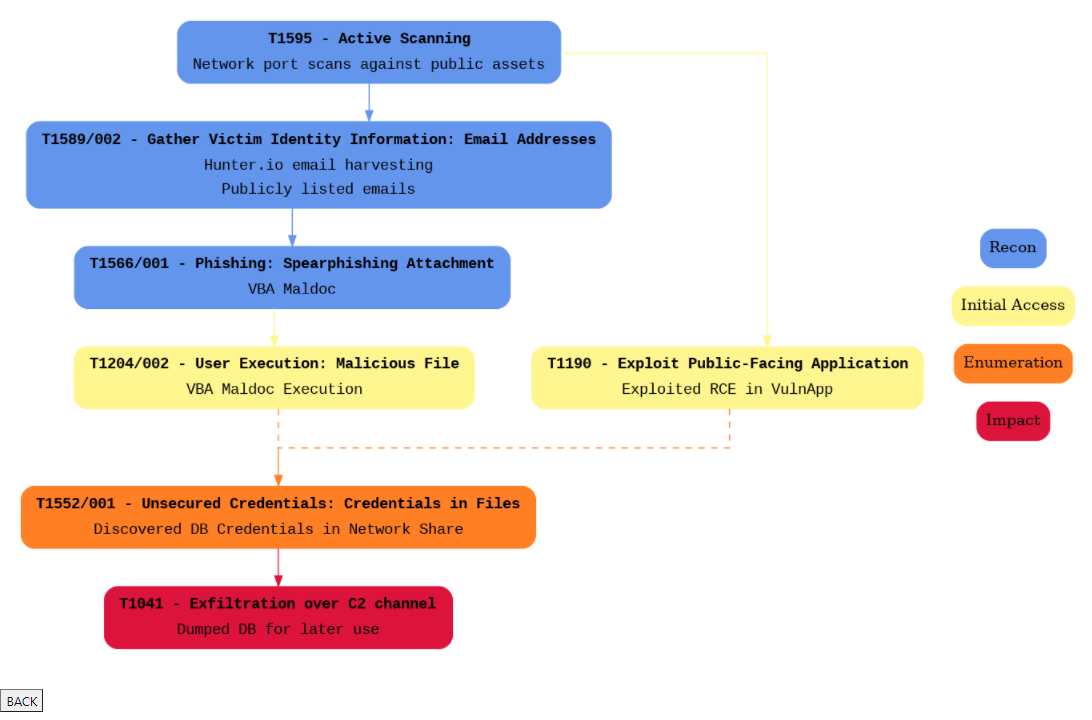 T1595 - Active Scanning
Network port scans against public assets
T1589/002 - Gather Victim Identity Information: Email Addresses
Hunter.io email harvesting
Publicly listed emails
T1566/001 - Phishing: Spearphishing Attachment
VBA Maldoc
T1204/002 - User Execution: Malicious File
VBA Maldoc Execution
T1190 - Exploit Public-Facing Application
Exploited RCE in VulnApp
T1552/001 - Unsecured Credentials: Credentials in Files
Discovered DB Credentials in Network Share
T1041 - Exfiltration over C2 channel
Dumped DB for later use
Recon
Initial Access
Enumeration
Impact
BACK